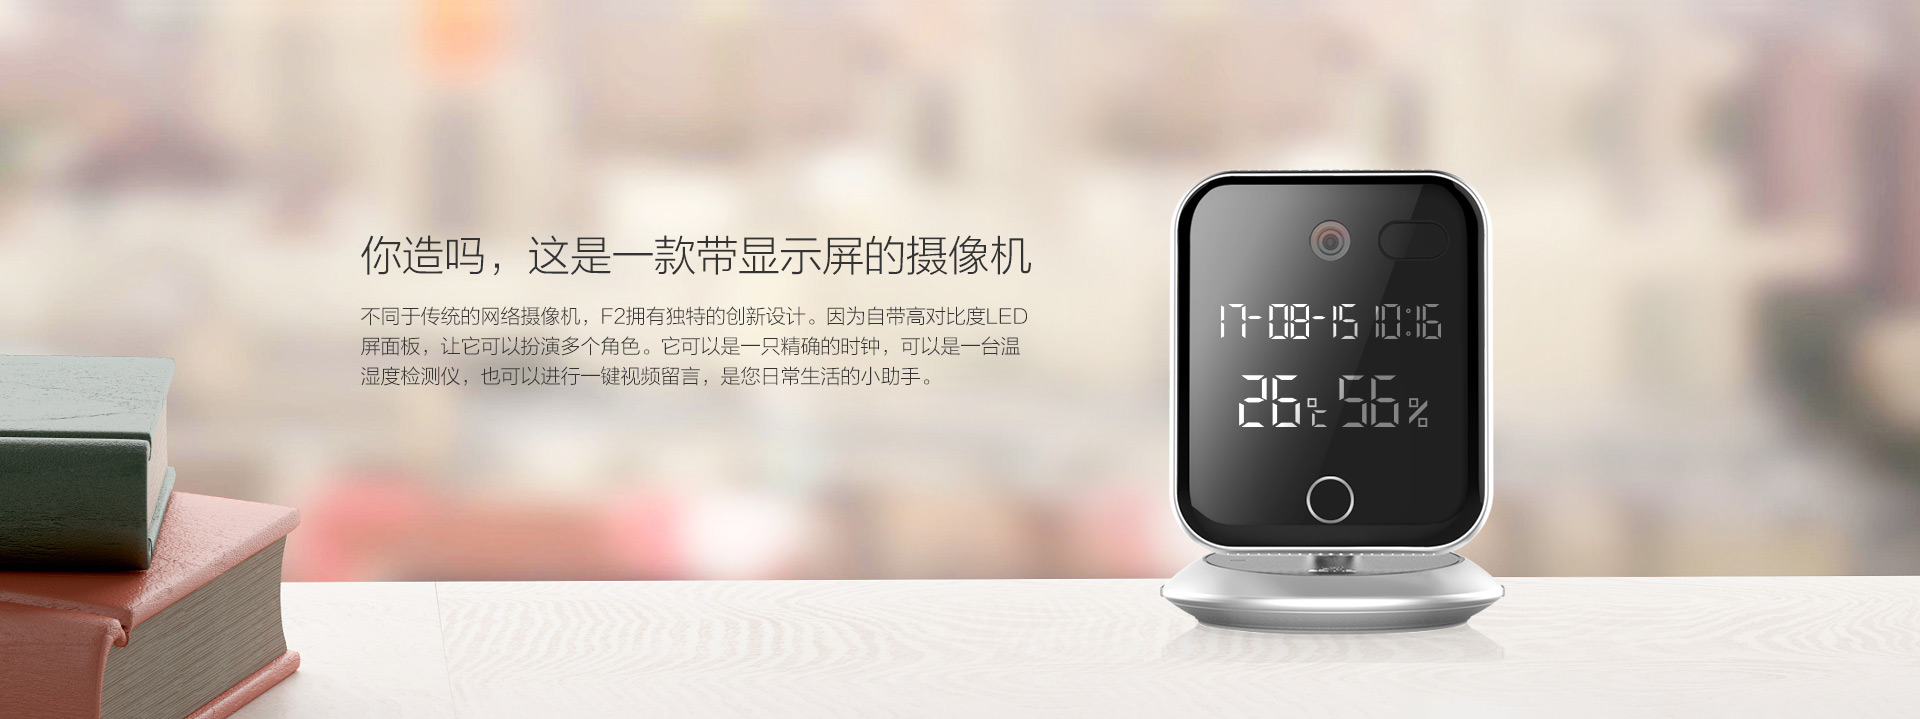 你造吗，这是一款带显示屏的摄像机
不同于传统的网络摄像机，F2拥有独特的创新设计。因为自带高对比度LED
屏面板，让它可以扮演多个角色。它可以是一只精确的时钟，可以是一台温
湿度检测仪，也可以进行一键视频留言，是您日常生活的小助手。
17-08-15 10:16
26℃ 56%